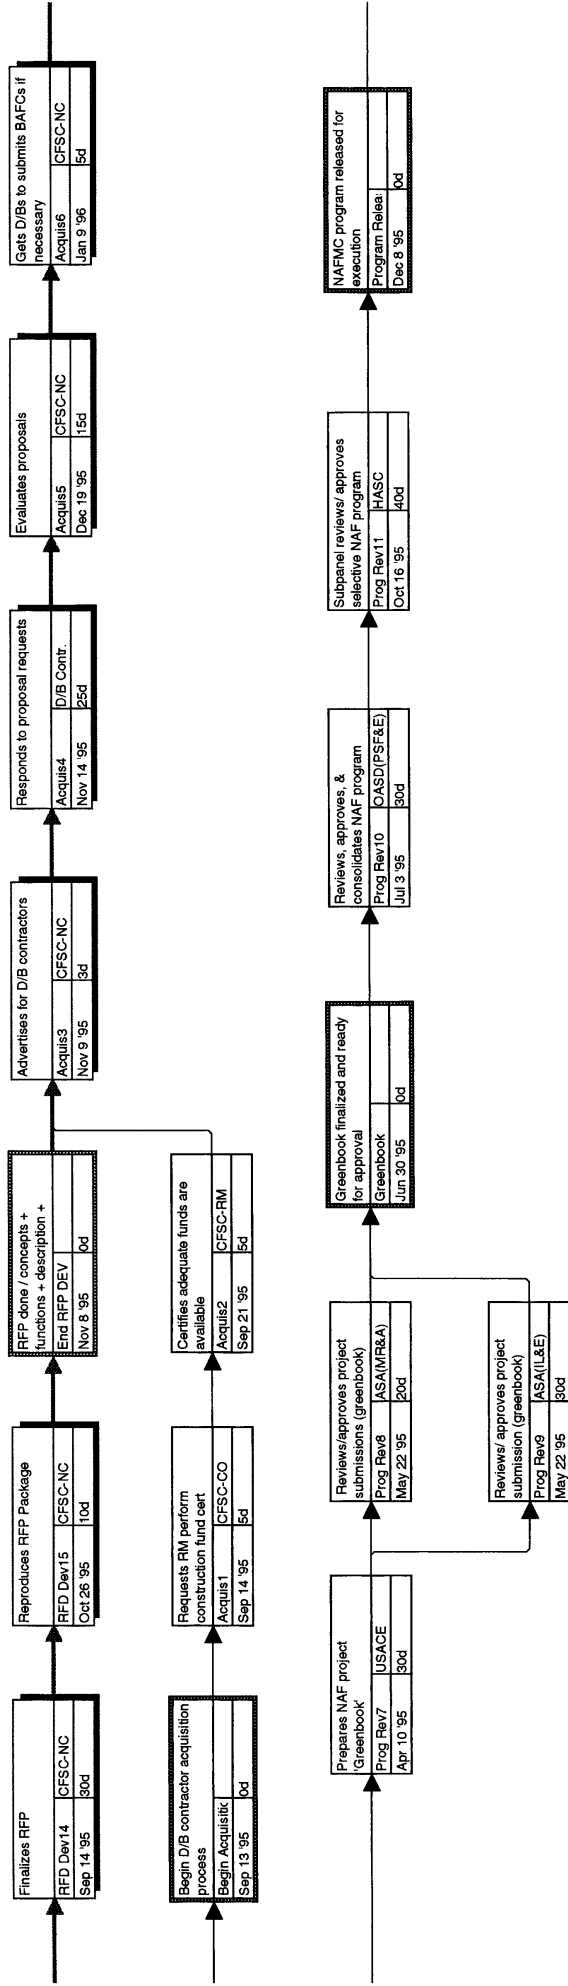 Finalizes RFP
RFD Dev14 CFSC-NC
Sep 14 '95 30d
Reproduces RFP Package
RFD Dev15 CFSC-NC
Oct 26 '95 10d
RFP done / concepts +
functions + description +
End RFP DEV
Nov 8 '95 0d
Advertises for D/B contractors
Acquis3 CFSC-NC
Nov 9 '95 3d
Responds to proposal requests
Acquis4 D/B Contr.
Nov 14 '95 25d
Evaluates proposals
Acquis5 CFSC-NC
Dec 19 '95 15d
Gets D/Bs to submits BAFCs if
necessary
Acquis6 CFSC-NC
Jan 9 '96 5d
Begin D/B contractor acquisition
process
Begin Acquisitic
Sep 13 '95 0d
Requests RM perform
construction fund cert
Acquis1 CFSC-CO
Sep 14 '95 5d
Certifies adequate funds are
available
Acquis2 CFSC-RM
Sep 21 '95 5d
Prepares NAF project
'Greenbook'
Prog Rev7 USACE
Apr 10 '95 30d
Reviews/approves project
submissions (greenbook)
Prog Rev8 ASA(MR&A)
May 22 '95 20d
Greenbook finalized and ready
for approval
Greenbook
Jun 30 '95 0d
Reviews, approves, &
consolidates NAF program
Prog Rev10 OASD(PSF&E)
Jul 3 '95 30d
Subpanel reviews/ approves
selective NAF program
Prog Rev11 HASC
Oct 16 '95 40d
NAFMC program released for
execution
Program Relea:
Dec 8 '95 0d
Reviews/ approves project
submission (greenbook)
Prog Rev9 ASA(IL&E)
May 22 '95 30d